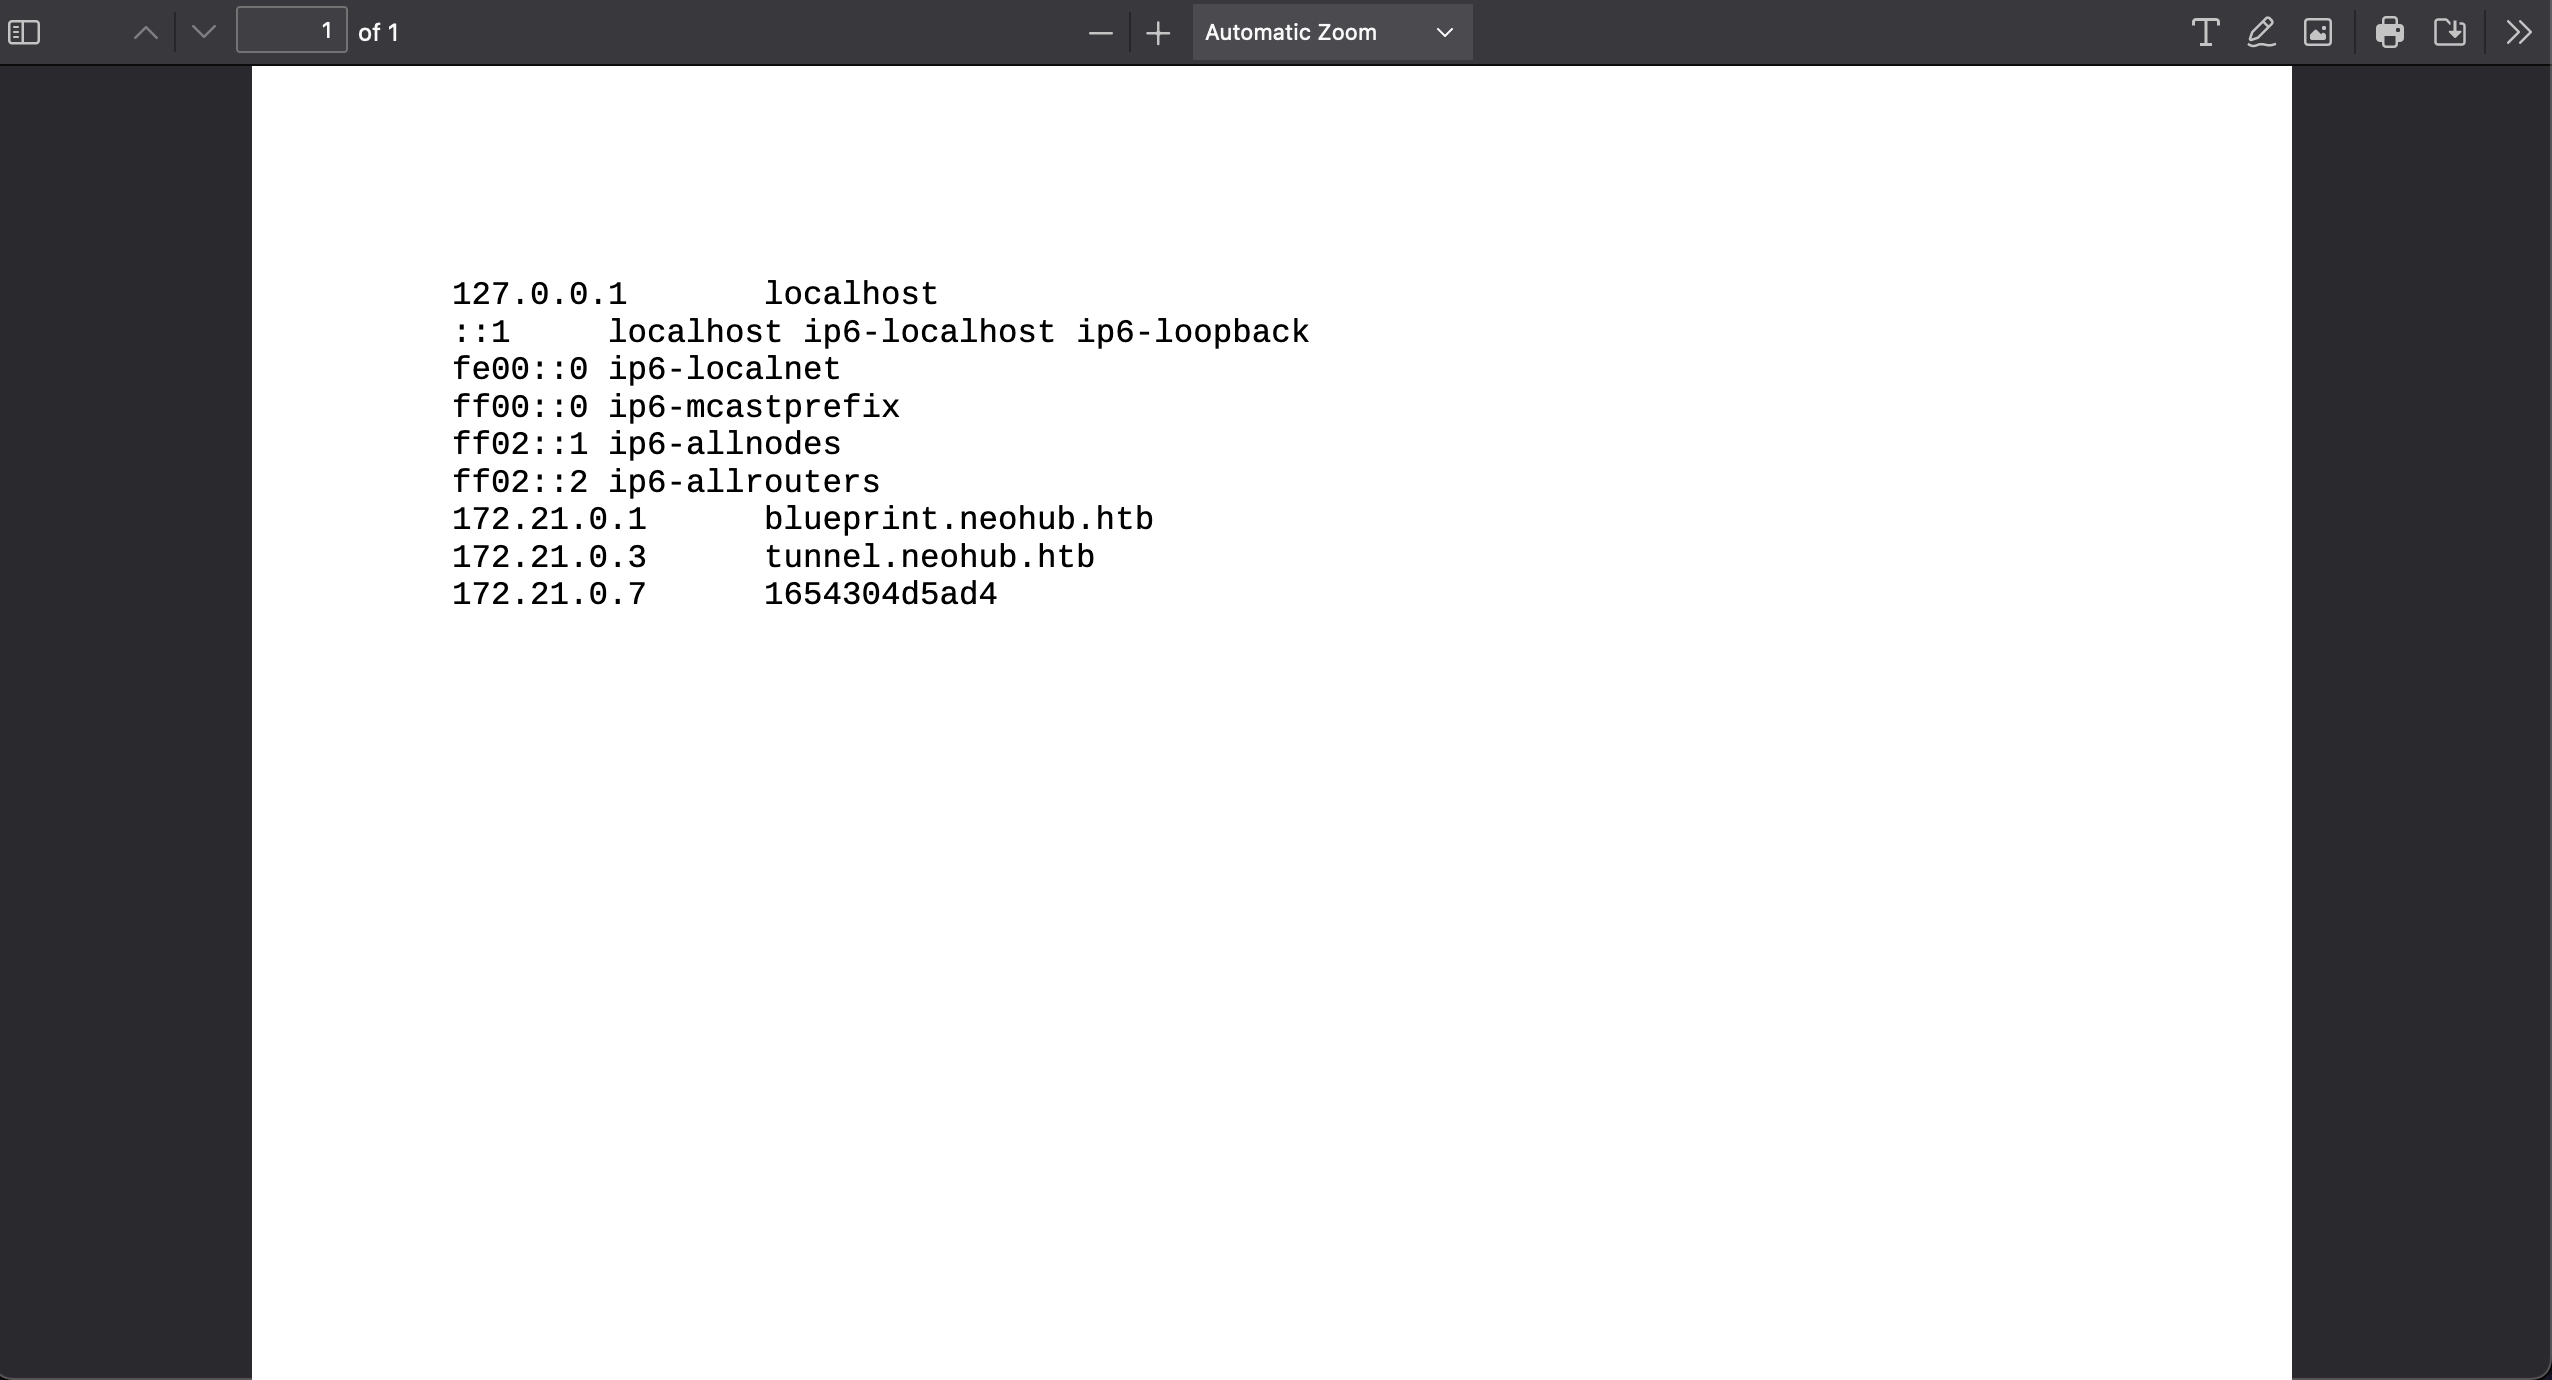 1 of 1 Automatic Zoom
127.0.0.1 localhost
::1 localhost ip6-localhost ip6-loopback
fe00::0 ip6-localnet
ff00::0 ip6-mcastprefix
ff02::1 ip6-allnodes
ff02::2 ip6-allrouters
172.21.0.1 blueprint.neohub.htb
172.21.0.3 tunnel.neohub.htb
172.21.0.7 1654304d5ad4